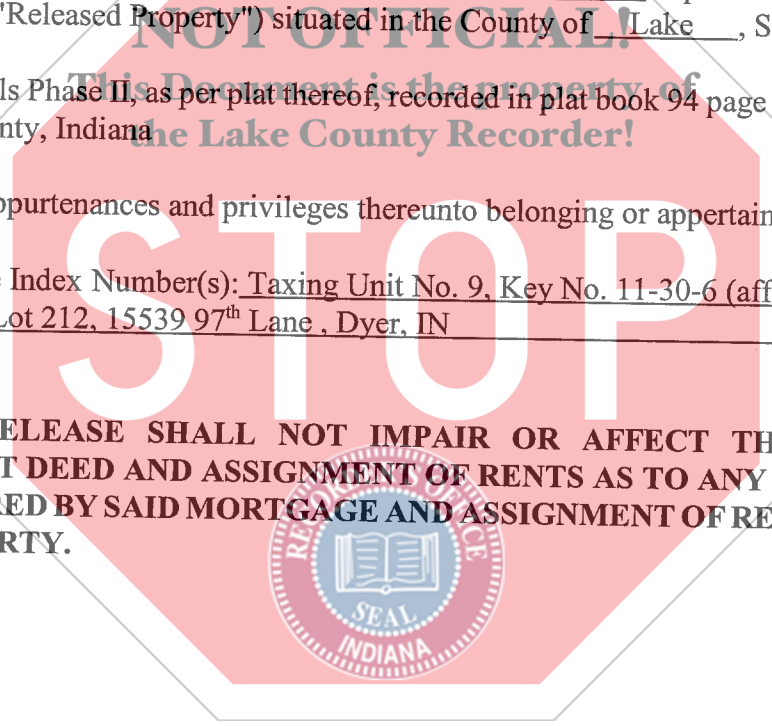 "Released Property") situated in the County of Lake , S
NOT OFFICIAL!
This Document is the property of
the Lake County Recorder!
ls Phase II, as per plat thereof, recorded in plat book 94 page
nty, Indiana
ppurtenances and privileges thereunto belonging or appertain
Index Number(s): Taxing Unit No. 9, Key No. 11-30-6 (aff
Lot 212, 15539 97th Lane , Dyer, IN
STOP
ELEASE SHALL NOT IMPAIR OR AFFECT TH
T DEED AND ASSIGNMENT OF RENTS AS TO ANY
RED BY SAID MORTGAGE AND ASSIGNMENT OF RE
RTY.
RECORDER'S OFFICE
SEAL
INDIANA